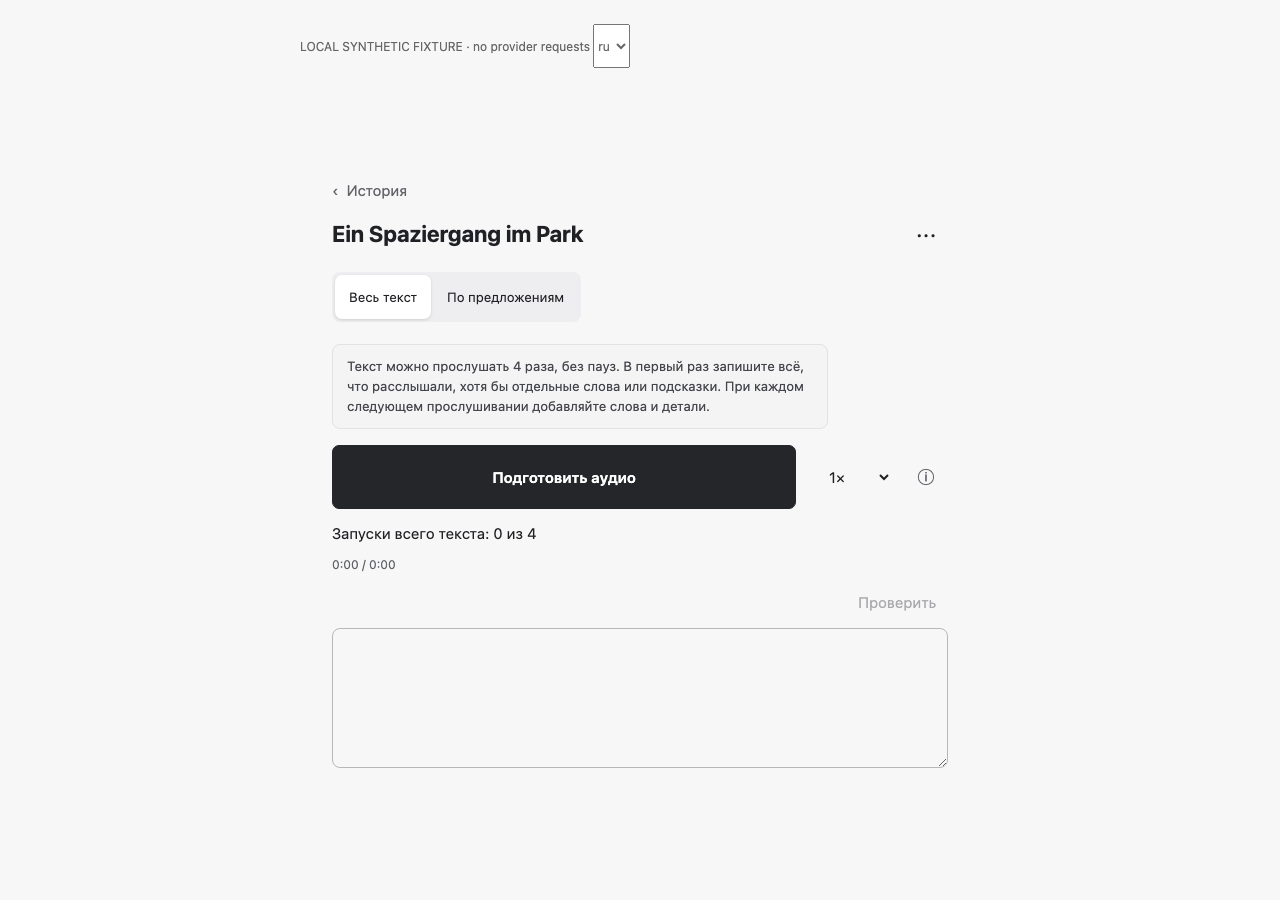 LOCAL SYNTHETIC FIXTURE · no provider requests ru
‹ История
Ein Spaziergang im Park
...
Весь текст По предложениям
Текст можно прослушать 4 раза, без пауз. В первый раз запишите всё,
что расслышали, хотя бы отдельные слова или подсказки. При каждом
следующем прослушивании добавляйте слова и детали.
Подготовить аудио 1× ⓘ
Запуски всего текста: 0 из 4
0:00 / 0:00
Проверить